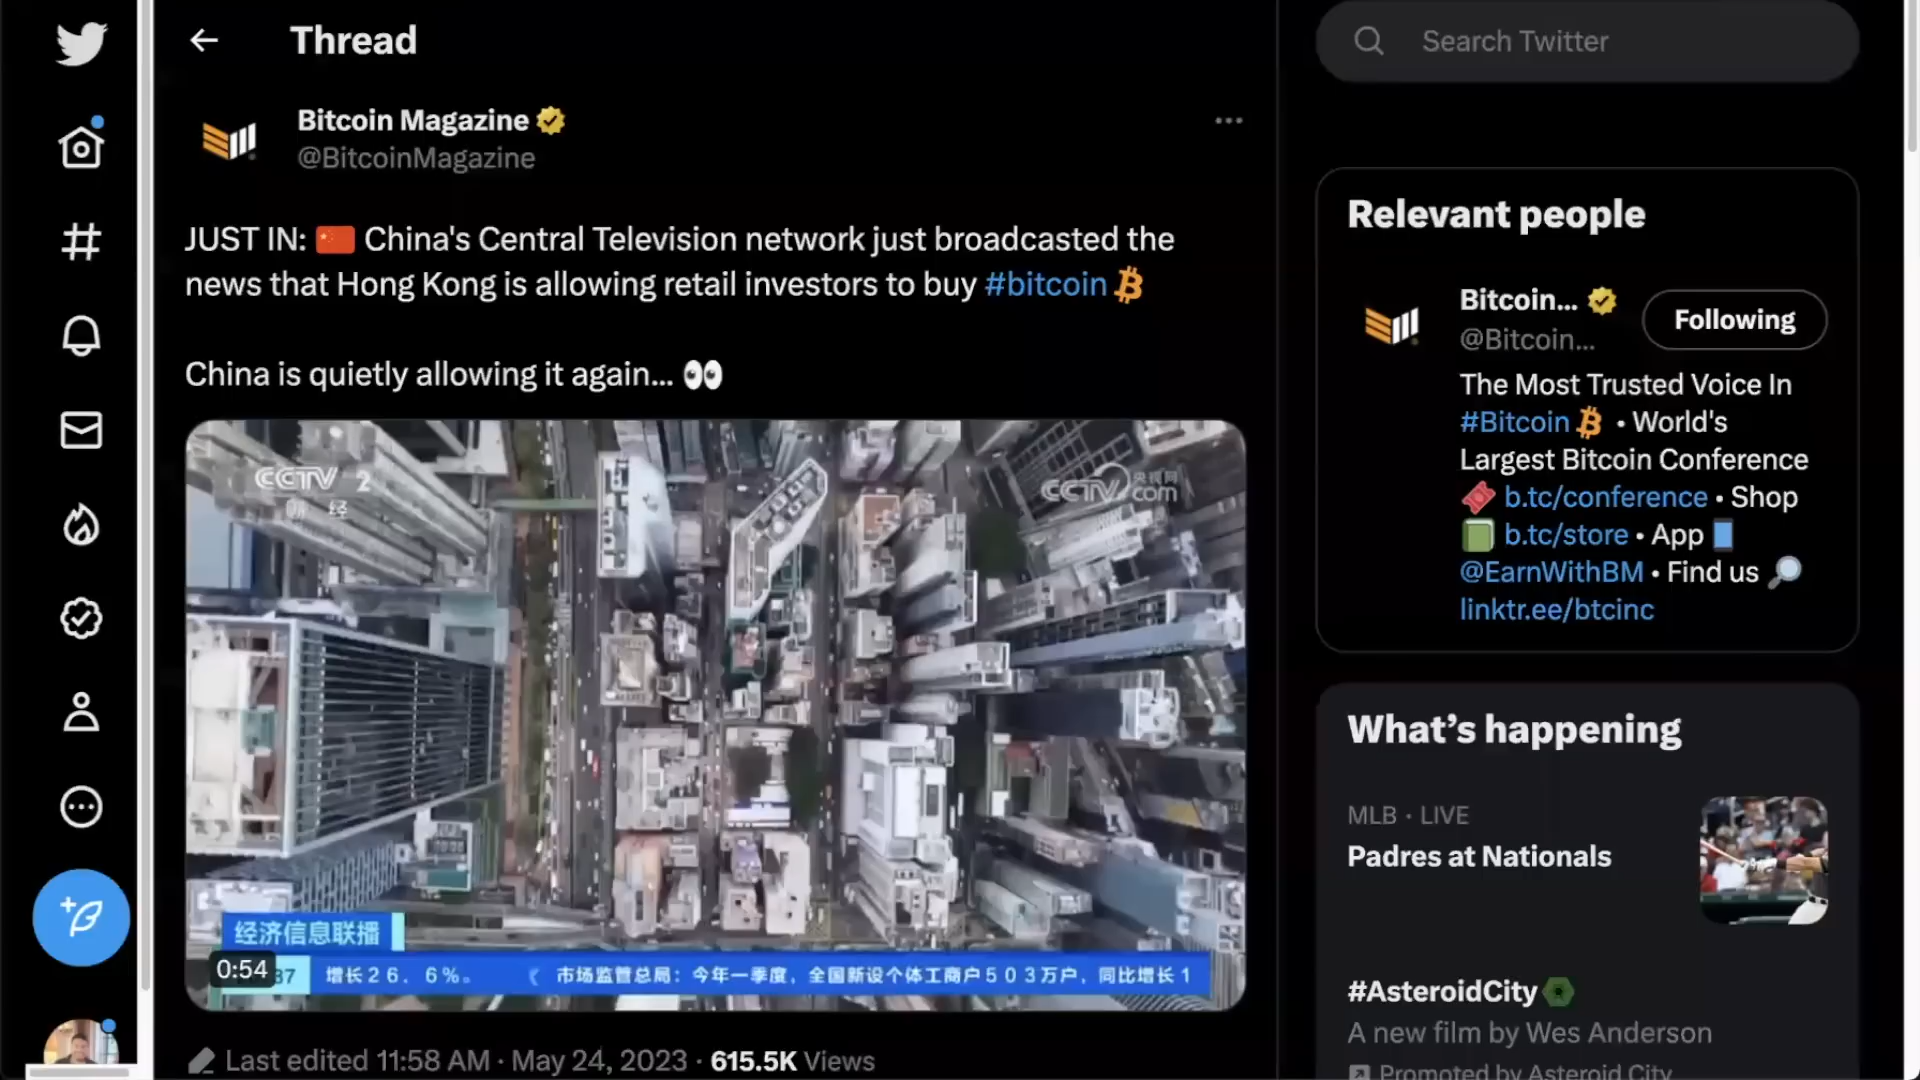 Thread
Bitcoin Magazine
@BitcoinMagazine
JUST IN: 🇨🇳 China's Central Television network just broadcasted the
news that Hong Kong is allowing retail investors to buy #bitcoin
China is quietly allowing it again... 👀
CCTV 2
财 经
CCTV 央视网
com
经济信息联播
0:54
37 增长26.6%。 市场监管总局：今年一季度，全国新设个体工商户503万户，同比增长1
Last edited 11:58 AM · May 24, 2023 · 615.5K Views
Search Twitter
Relevant people
Bitcoin...
@Bitcoin...
Following
The Most Trusted Voice In
#Bitcoin • World's
Largest Bitcoin Conference
🎟 b.tc/conference • Shop
📗 b.tc/store • App 📱
@EarnWithBM • Find us 🔎
linktr.ee/btcinc
What's happening
MLB · LIVE
Padres at Nationals
#AsteroidCity
A new film by Wes Anderson
Promoted by Asteroid City